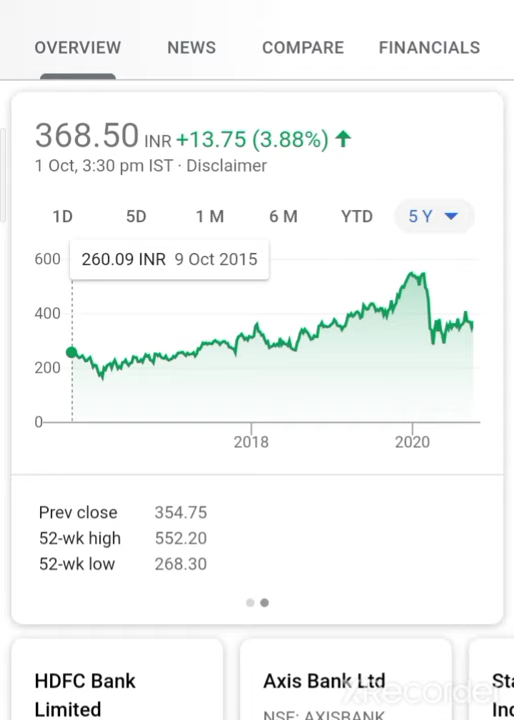 OVERVIEW NEWS COMPARE FINANCIALS
368.50 INR +13.75 (3.88%) ↑
1 Oct, 3:30 pm IST · Disclaimer
1D 5D 1 M 6 M YTD 5 Y
600
260.09 INR 9 Oct 2015
400
200
0
2018 2020
Prev close 354.75
52-wk high 552.20
52-wk low 268.30
HDFC Bank
Limited
Axis Bank Ltd
NSE: AXISBANK
XRecorder